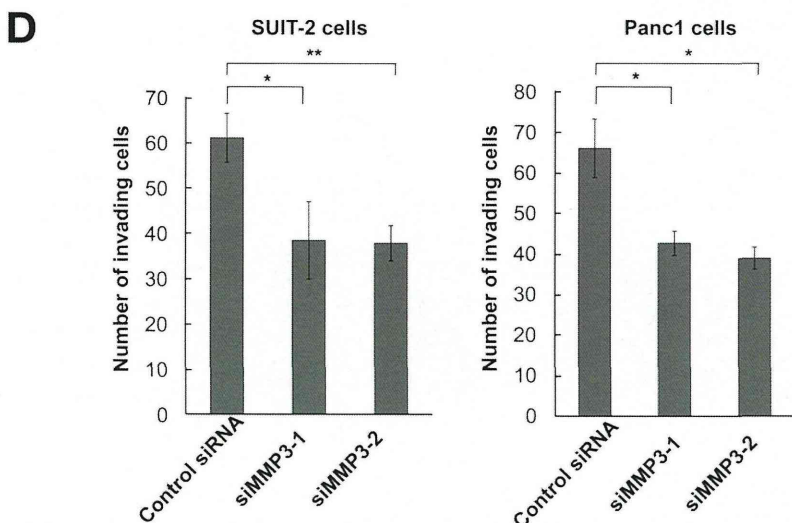 D
SUIT-2 cells
**
*
Number of invading cells
70
60
50
40
30
20
10
0
Control siRNA
siMMP3-1
siMMP3-2
Panc1 cells
*
*
Number of invading cells
80
70
60
50
40
30
20
10
0
Control siRNA
siMMP3-1
siMMP3-2